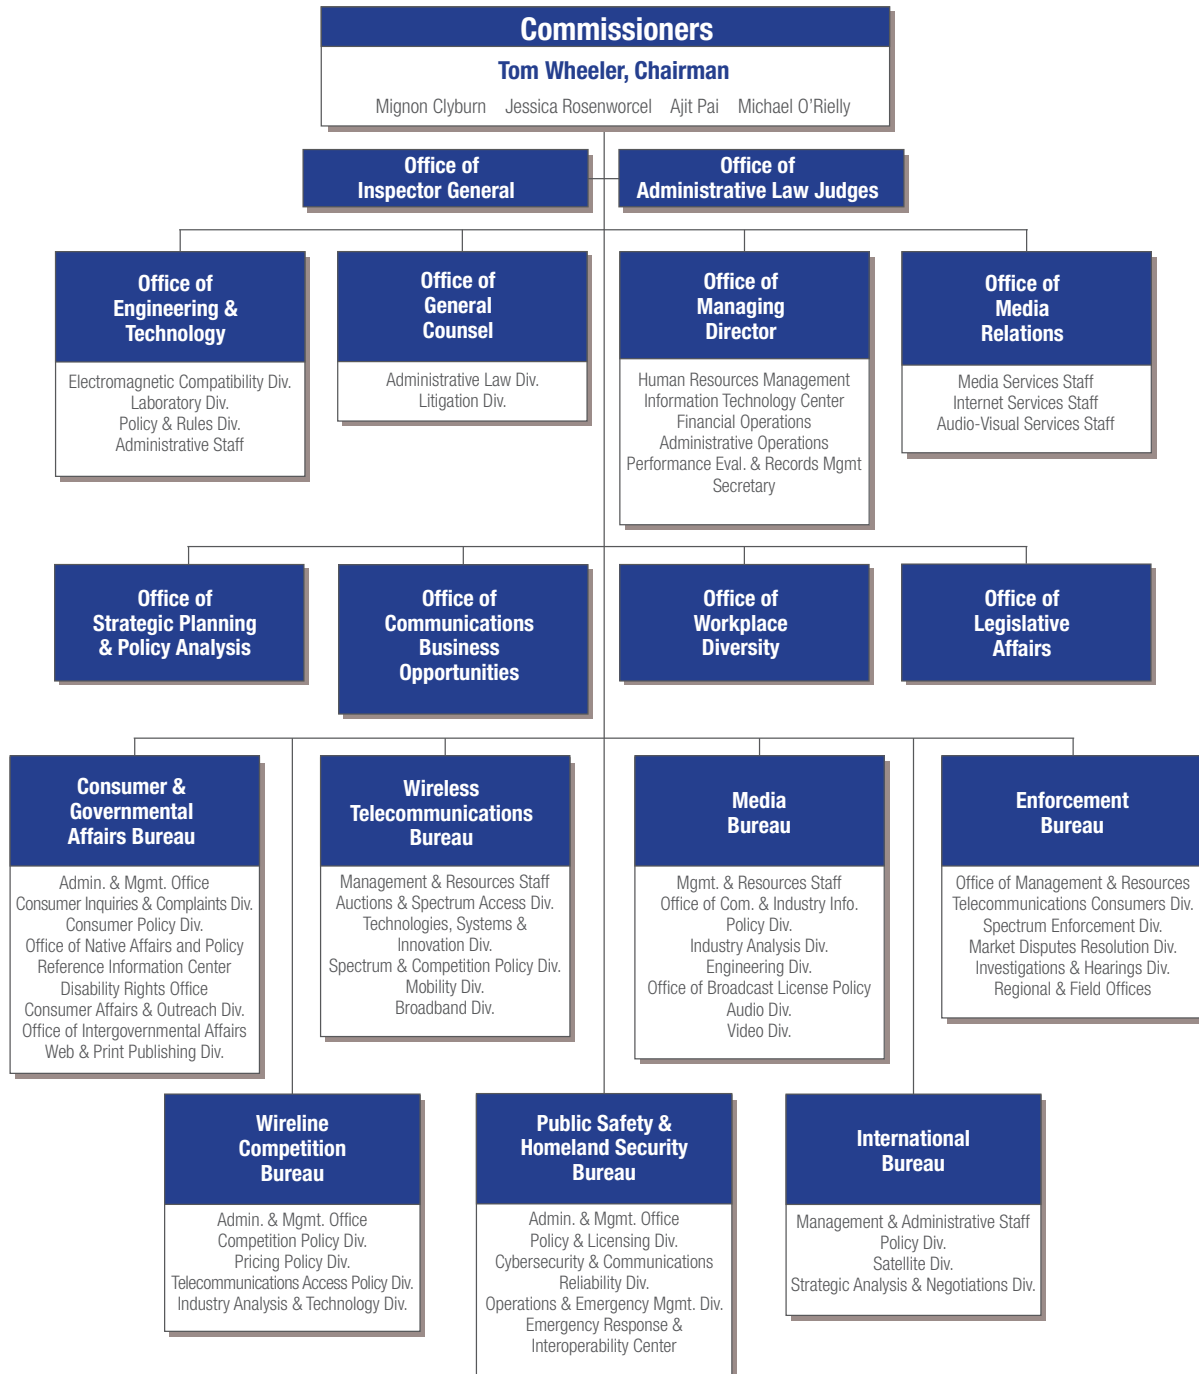 Commissioners
Tom Wheeler, Chairman
Mignon Clyburn Jessica Rosenworcel Ajit Pai Michael O'Rielly
Office of
Inspector General
Office of
Administrative Law Judges
Office of
Engineering &
Technology
Electromagnetic Compatibility Div.
Laboratory Div.
Policy & Rules Div.
Administrative Staff
Office of
General
Counsel
Administrative Law Div.
Litigation Div.
Office of
Managing
Director
Human Resources Management
Information Technology Center
Financial Operations
Administrative Operations
Performance Eval. & Records Mgmt
Secretary
Office of
Media
Relations
Media Services Staff
Internet Services Staff
Audio-Visual Services Staff
Office of
Strategic Planning
& Policy Analysis
Office of
Communications
Business
Opportunities
Office of
Workplace
Diversity
Office of
Legislative
Affairs
Consumer &
Governmental
Affairs Bureau
Admin. & Mgmt. Office
Consumer Inquiries & Complaints Div.
Consumer Policy Div.
Office of Native Affairs and Policy
Reference Information Center
Disability Rights Office
Consumer Affairs & Outreach Div.
Office of Intergovernmental Affairs
Web & Print Publishing Div.
Wireless
Telecommunications
Bureau
Management & Resources Staff
Auctions & Spectrum Access Div.
Technologies, Systems &
Innovation Div.
Spectrum & Competition Policy Div.
Mobility Div.
Broadband Div.
Media
Bureau
Mgmt. & Resources Staff
Office of Com. & Industry Info.
Policy Div.
Industry Analysis Div.
Engineering Div.
Office of Broadcast License Policy
Audio Div.
Video Div.
Enforcement
Bureau
Office of Management & Resources
Telecommunications Consumers Div.
Spectrum Enforcement Div.
Market Disputes Resolution Div.
Investigations & Hearings Div.
Regional & Field Offices
Wireline
Competition
Bureau
Admin. & Mgmt. Office
Competition Policy Div.
Pricing Policy Div.
Telecommunications Access Policy Div.
Industry Analysis & Technology Div.
Public Safety &
Homeland Security
Bureau
Admin. & Mgmt. Office
Policy & Licensing Div.
Cybersecurity & Communications
Reliability Div.
Operations & Emergency Mgmt. Div.
Emergency Response &
Interoperability Center
International
Bureau
Management & Administrative Staff
Policy Div.
Satellite Div.
Strategic Analysis & Negotiations Div.